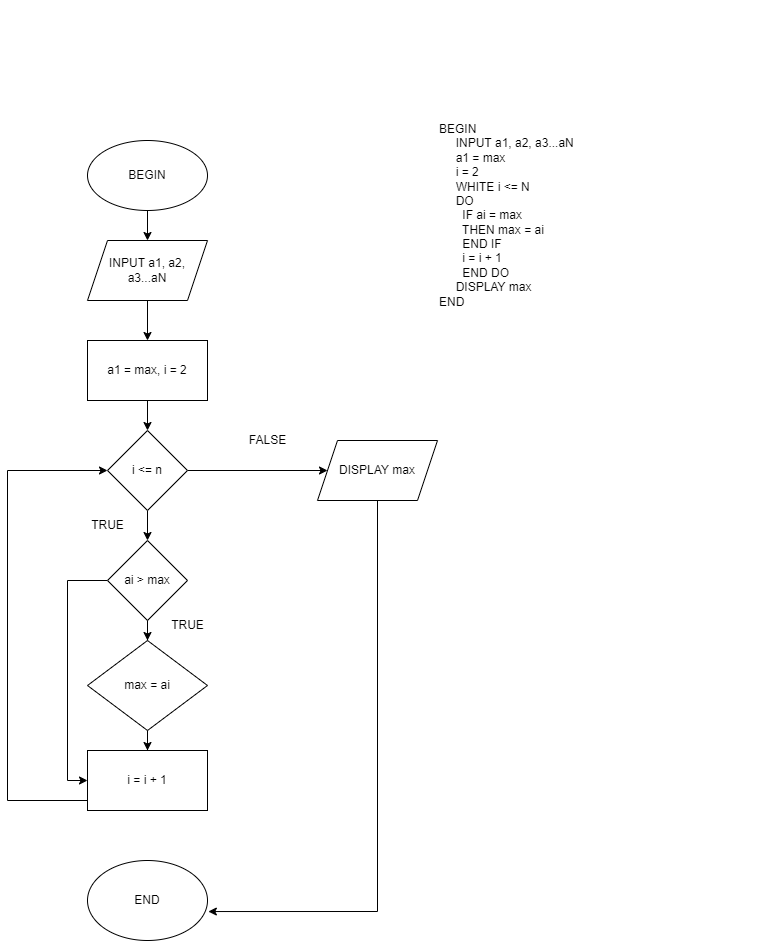 BEGIN
INPUT a1, a2,
a3...aN
a1 = max, i = 2
i <= n
FALSE
DISPLAY max
TRUE
ai > max
TRUE
max = ai
i = i + 1
END
BEGIN
INPUT a1, a2, a3...aN
a1 = max
i = 2
WHITE i <= N
DO
IF ai = max
THEN max = ai
END IF
i = i + 1
END DO
DISPLAY max
END